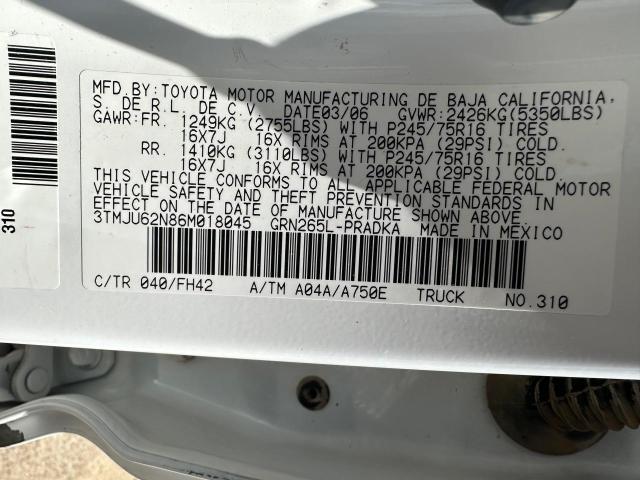 MFD.BY:TOYOTA MOTOR MANUFACTURING DE BAJA CALIFORNIA,
S. DE R.L. DE C.V. DATE03/06 GVWR:2426KG(5350LBS)
GAWR:FR. 1249KG (2755LBS) WITH P245/75R16 TIRES
16X7J 16X RIMS AT 200KPA (29PSI) COLD.
RR. 1410KG (3110LBS) WITH P245/75R16 TIRES
16X7J 16X RIMS AT 200KPA (29PSI) COLD.
THIS VEHICLE CONFORMS TO ALL APPLICABLE FEDERAL MOTOR
VEHICLE SAFETY AND THEFT PREVENTION STANDARDS IN
EFFECT ON THE DATE OF MANUFACTURE SHOWN ABOVE.
3TMJU62N86M018045 GRN265L-PRADKA MADE IN MEXICO
C/TR 040/FH42 A/TM A04A/A750E TRUCK NO.310
310